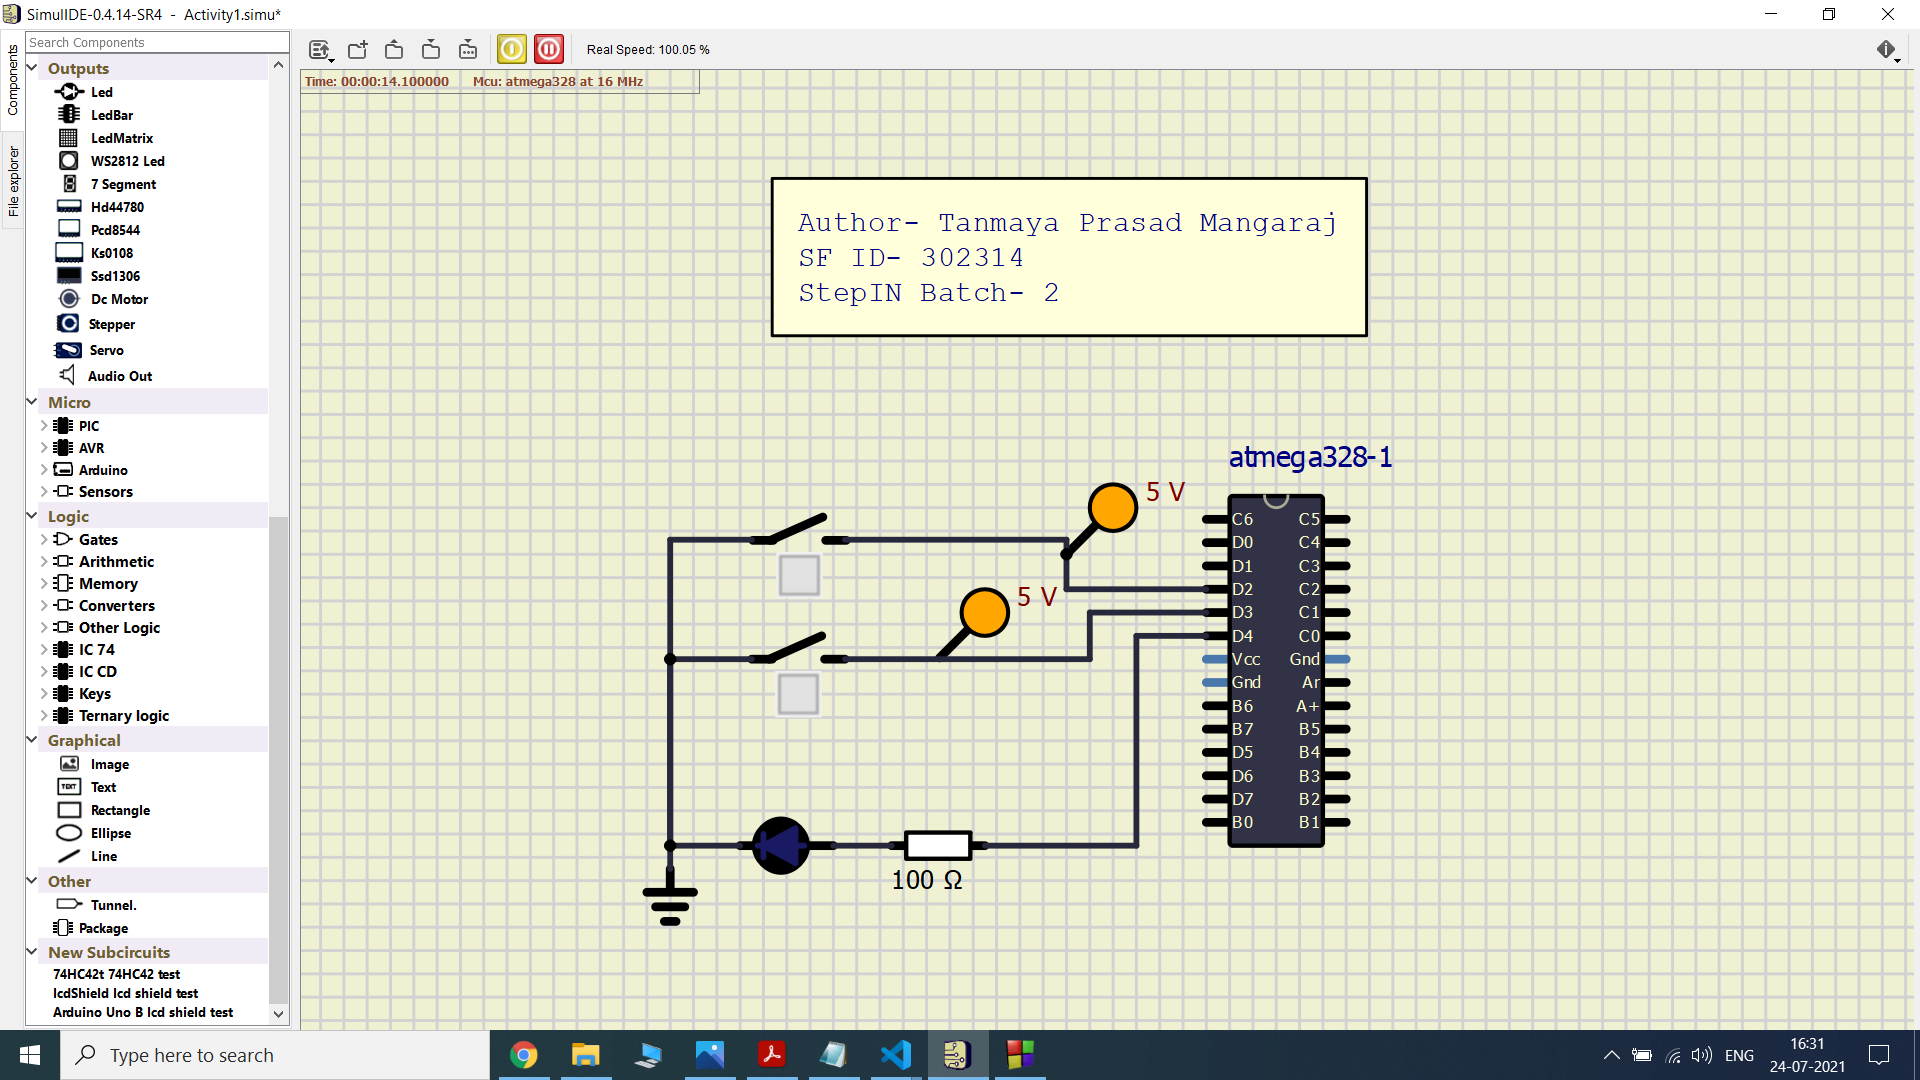 SimulIDE-0.4.14-SR4 - Activity1.simu*
Components
File explorer
Search Components
Real Speed: 100.05 %
Time: 00:00:14.100000 Mcu: atmega328 at 16 MHz
Outputs
Led
LedBar
LedMatrix
WS2812 Led
7 Segment
Hd44780
Pcd8544
Ks0108
Ssd1306
Dc Motor
Stepper
Servo
Audio Out
Micro
PIC
AVR
Arduino
Sensors
Logic
Gates
Arithmetic
Memory
Converters
Other Logic
IC 74
IC CD
Keys
Ternary logic
Graphical
Image
TEXT Text
Rectangle
Ellipse
Line
Other
Tunnel.
Package
New Subcircuits
74HC42t 74HC42 test
lcdShield lcd shield test
Arduino Uno B lcd shield test
Author- Tanmaya Prasad Mangaraj
SF ID- 302314
StepIN Batch- 2
atmega328-1
5 V
5 V
100 Ω
C6 C5
D0 C4
D1 C3
D2 C2
D3 C1
D4 C0
Vcc Gnd
Gnd Ar
B6 A+
B7 B5
D5 B4
D6 B3
D7 B2
B0 B1
Type here to search
ENG
16:31
24-07-2021